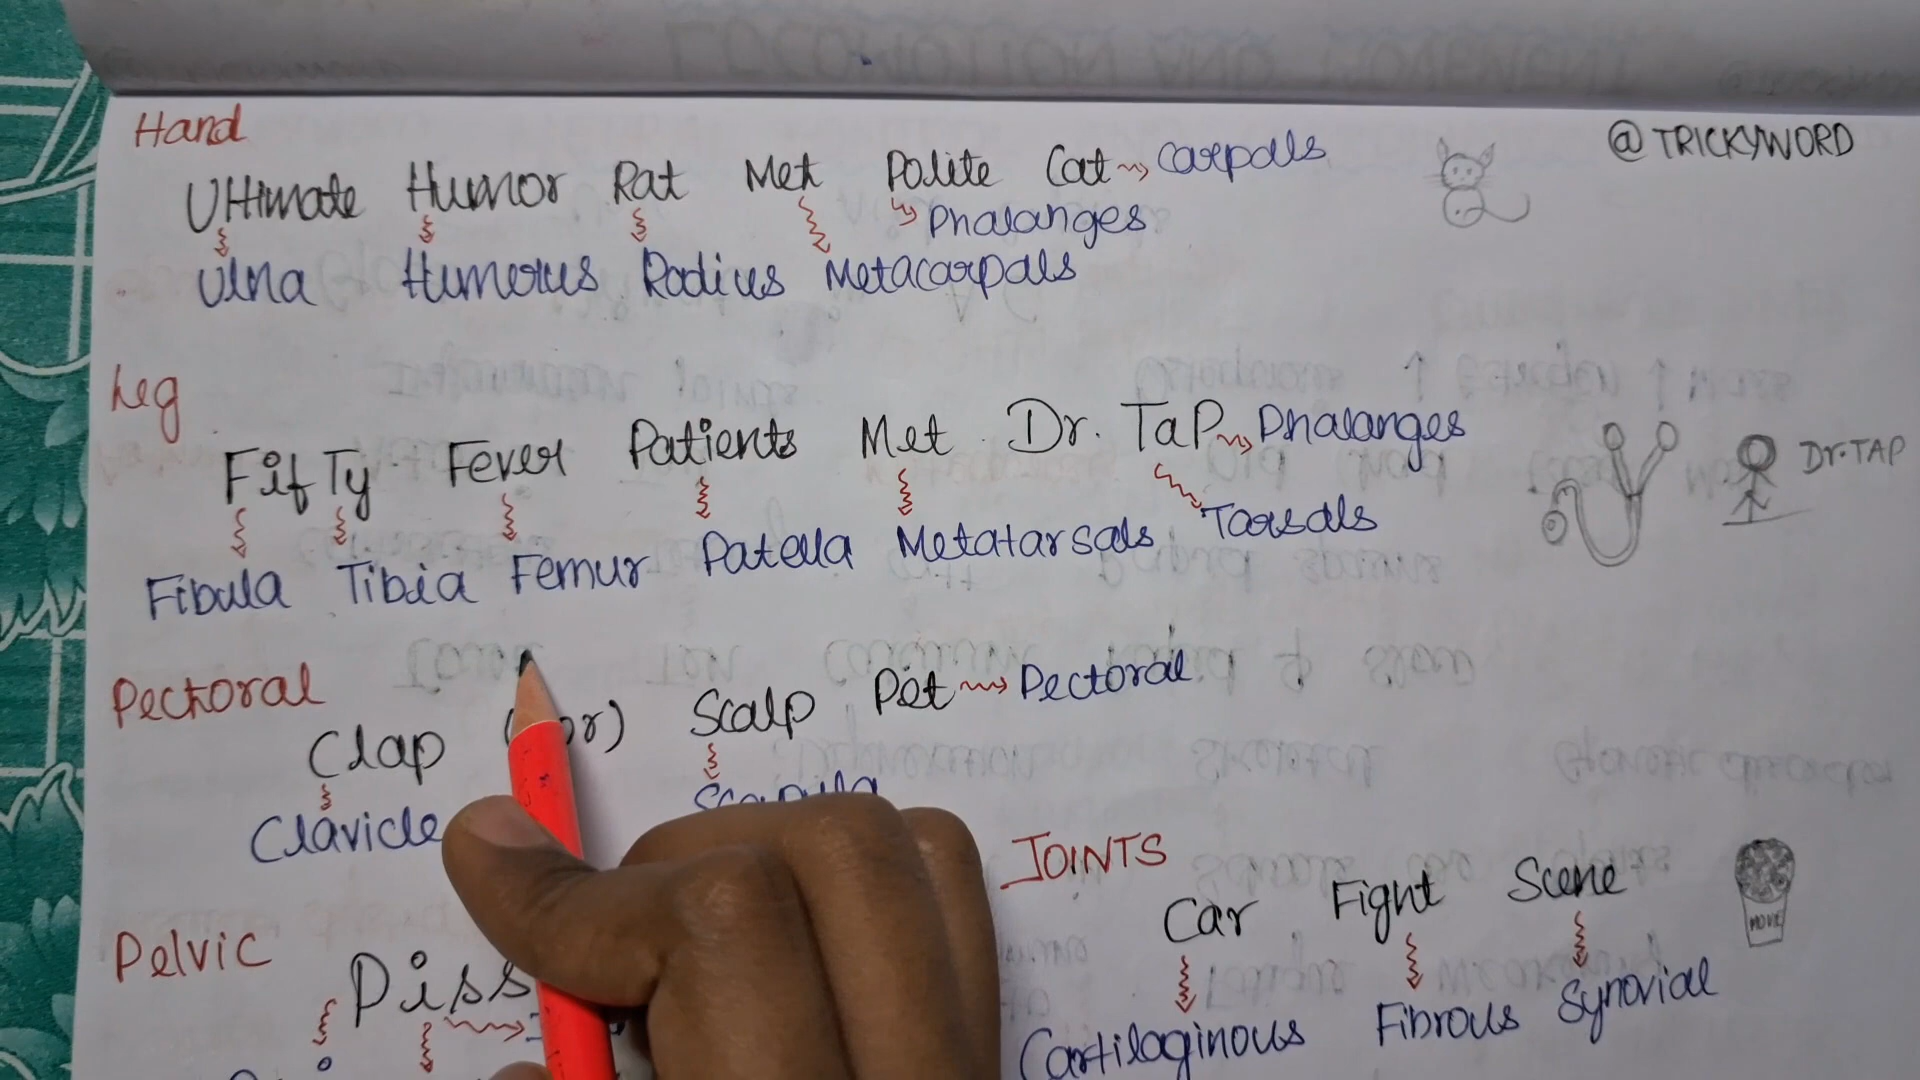 Hand
@TRICKYWORD
Ultimate Humor Rat Met Polite Cat Carpals
Phalanges
Ulna Humerus Radius Metacarpals
Leg
FifTy Fever Patients Met Dr. TaP Phalanges
Dr.TAP
Fibula Tibia Femur Patella Metatarsals Tarsals
Pectoral
Clap Scalp Pet Pectoral
Clavicle Scapula
JOINTS
Car Fight Scene
MOVIE
Pelvic
Piss
Cartilaginous Fibrous Synovial